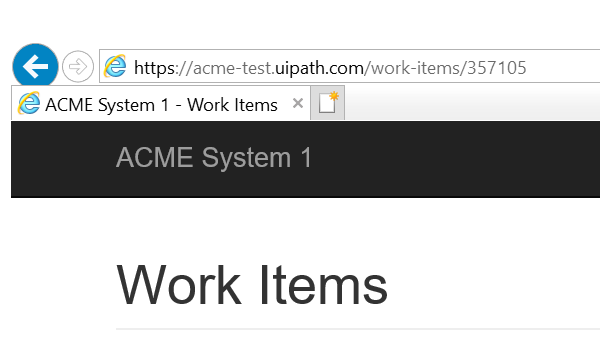 https://acme-test.uipath.com/work-items/357105
ACME System 1 - Work Items
ACME System 1
Work Items